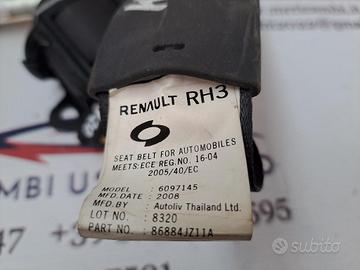 RENAULT RH3
SEAT BELT FOR AUTOMOBILES
MEETS:ECE REG.NO. 16-04
2005/40/EC
MODEL : 6097145
MFD.DATE : 2008
MFD.BY : Autoliv Thailand Ltd.
LOT NO. : 8320
PART NO. : 86884JZ11A
subito